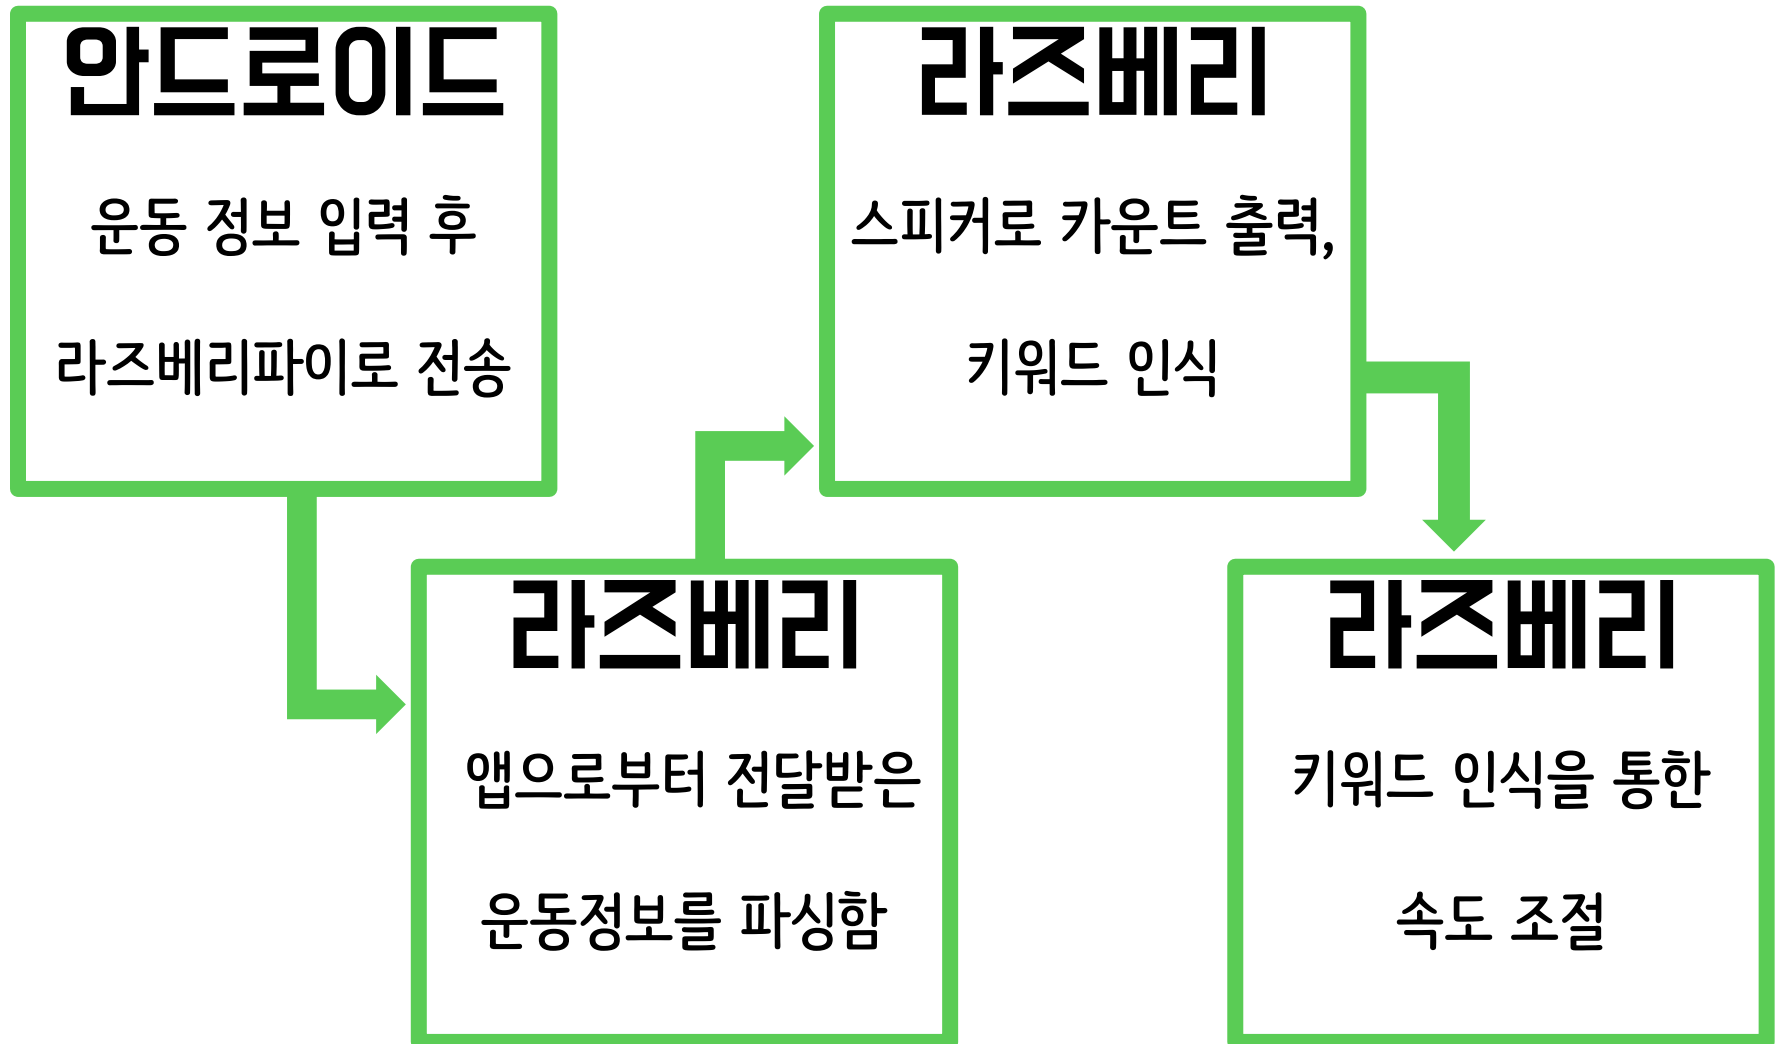 안드로이드
운동 정보 입력 후
라즈베리파이로 전송
라즈베리
앱으로부터 전달받은
운동정보를 파싱함
라즈베리
스피커로 카운트 출력,
키워드 인식
라즈베리
키워드 인식을 통한
속도 조절